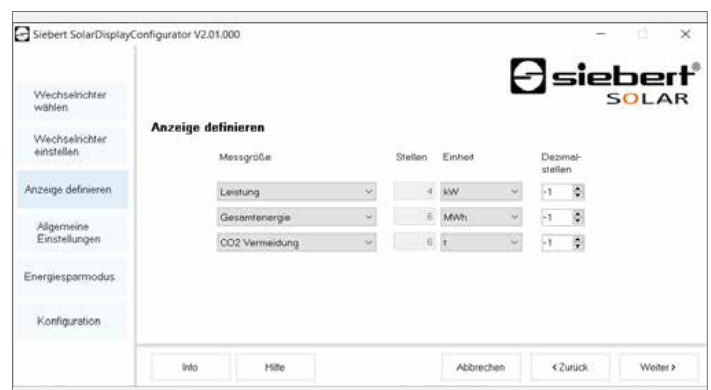 Siebert SolarDisplayConfigurator V2.01.000
siebert®
SOLAR
Wechselrichter
wählen
Wechselrichter
einstellen
Anzeige definieren
Allgemeine
Einstellungen
Energiesparmodus
Konfiguration
Anzeige definieren
Messgröße Stellen Einheit Dezimal-
stellen
Leistung 4 kW -1
Gesamtenergie 6 MWh -1
CO2 Vermeidung 6 t -1
Info Hilfe Abbrechen < Zurück Weiter >